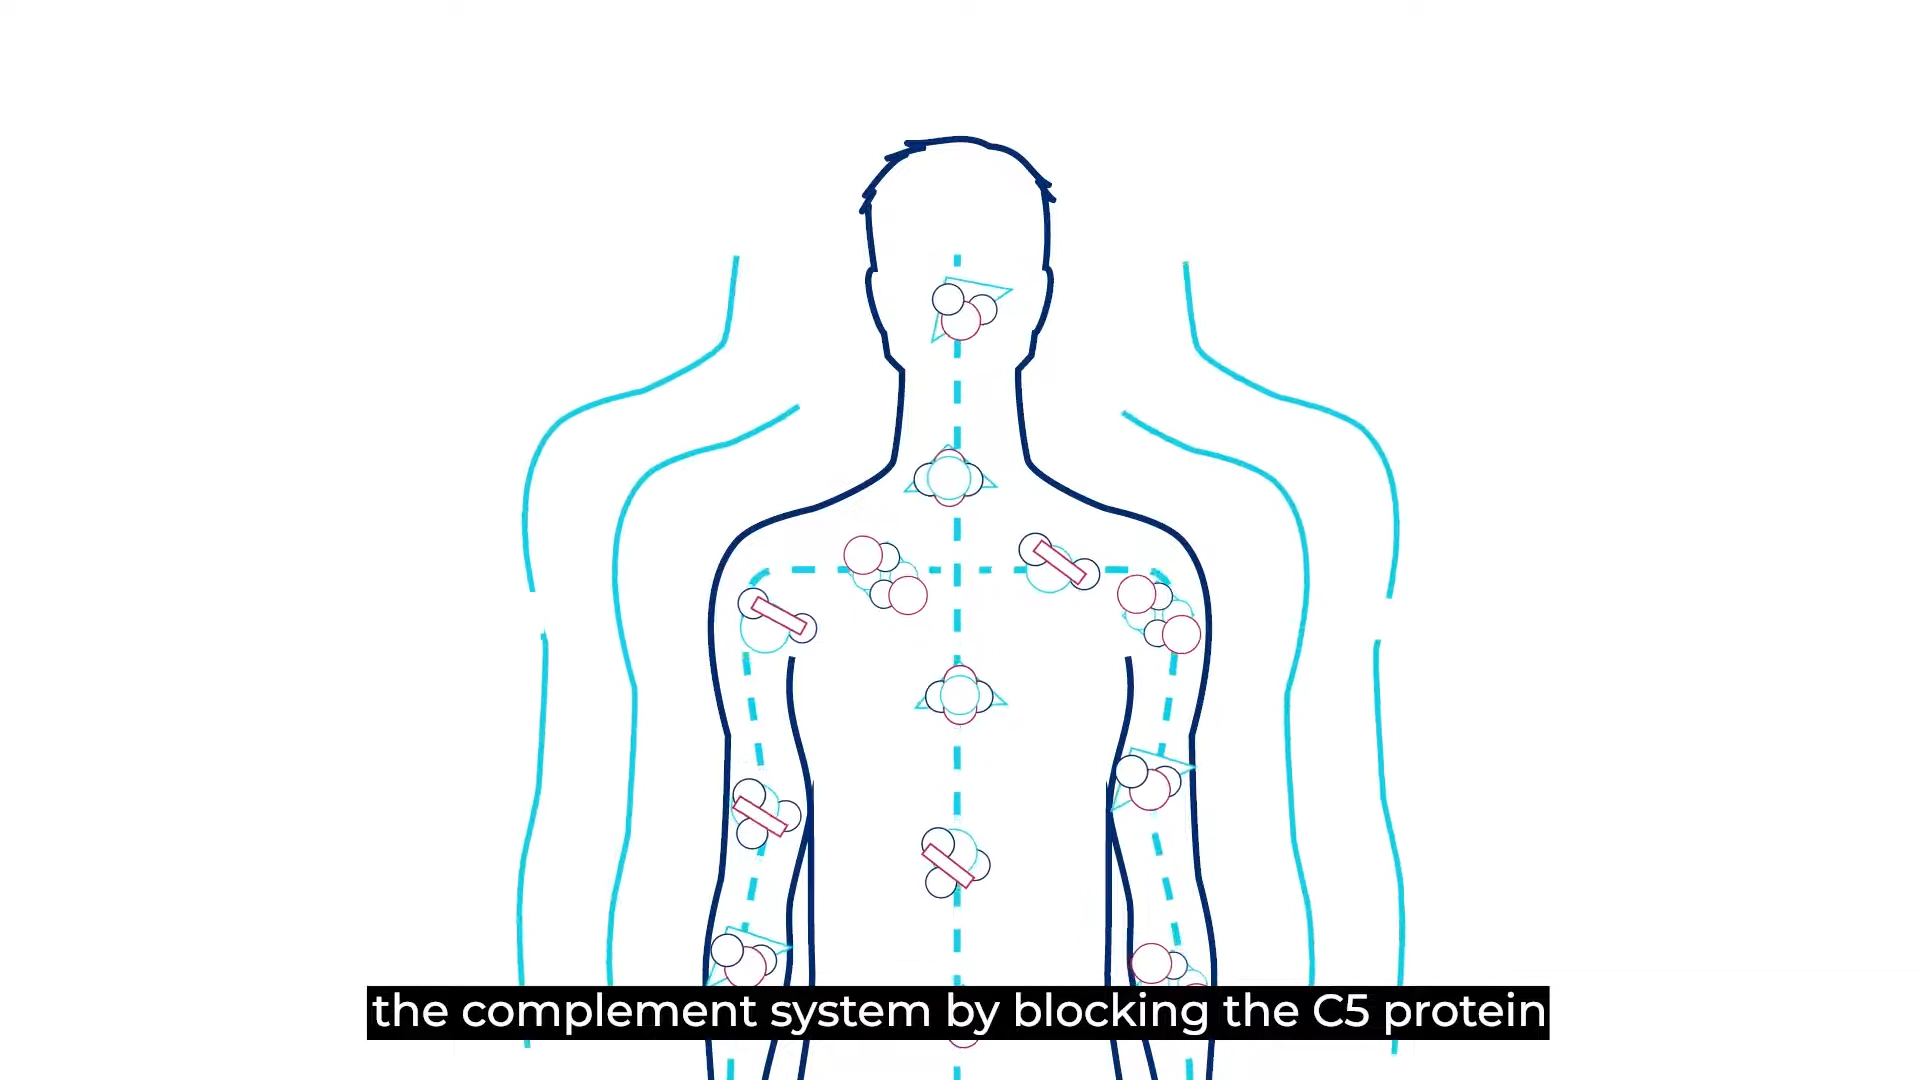 the complement system by blocking the C5 protein